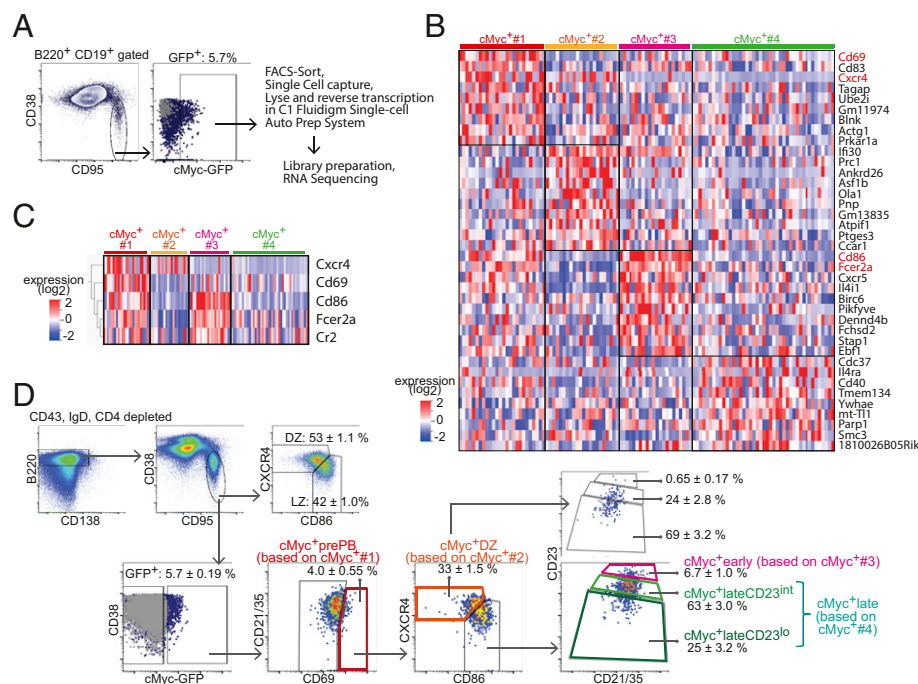 A
B220+ CD19+ gated
GFP+: 5.7%
CD38
CD95
cMyc-GFP
FACS-Sort,
Single Cell capture,
Lyse and reverse transcription
in C1 Fluidigm Single-cell
Auto Prep System
Library preparation,
RNA Sequencing
B
cMyc+#1
cMyc+#2
cMyc+#3
cMyc+#4
Cd69
Cd83
Cxcr4
Tagap
Ube2i
Gm11974
Blnk
Actg1
Prkar1a
Ifi30
Prc1
Ankrd26
Asf1b
Ola1
Pnp
Gm13835
Atpif1
Ptges3
Ccar1
Cd86
Fcer2a
Cxcr5
Il4i1
Birc6
Pikfyve
Dennd4b
Fchsd2
Stap1
Ebf1
Cdc37
Il4ra
Cd40
Tmem134
Ywhae
mt-Tl1
Parp1
Smc3
1810026B05Rik
expression
(log2)
2
0
-2
C
cMyc+
#1
cMyc+
#2
cMyc+
#3
cMyc+
#4
expression
(log2)
2
0
-2
Cxcr4
Cd69
Cd86
Fcer2a
Cr2
D
CD43, IgD, CD4 depleted
B220
CD138
CD38
CD95
DZ: 53 ± 1.1 %
LZ: 42 ± 1.0%
CXCR4
CD86
GFP+: 5.7 ± 0.19 %
CD38
cMyc-GFP
cMyc+prePB
(based on cMyc+#1)
4.0 ± 0.55 %
CD21/35
CD69
cMyc+DZ
(based on cMyc+#2)
33 ± 1.5 %
CXCR4
CD86
0.65 ± 0.17 %
24 ± 2.8 %
69 ± 3.2 %
CD23
cMyc+early (based on cMyc+#3)
6.7 ± 1.0 %
cMyc+lateCD23int
63 ± 3.0 %
cMyc+lateCD23lo
25 ± 3.2 %
cMyc+late
(based on
cMyc+#4)
CD21/35